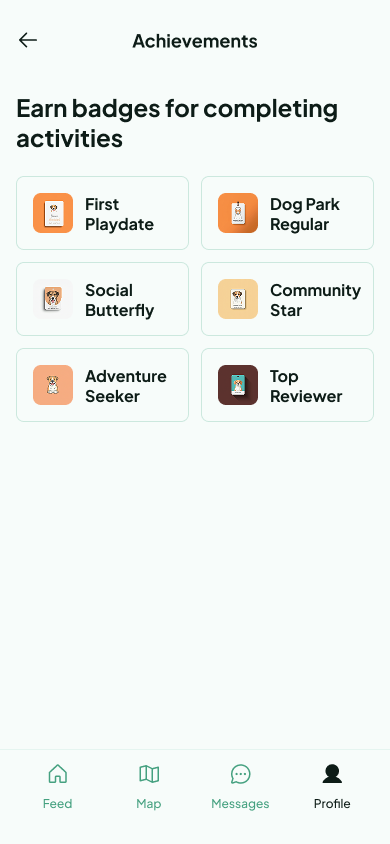 Achievements
Earn badges for completing
activities
First
Playdate
Dog Park
Regular
Social
Butterfly
Community
Star
Adventure
Seeker
Top
Reviewer
Feed
Map
Messages
Profile